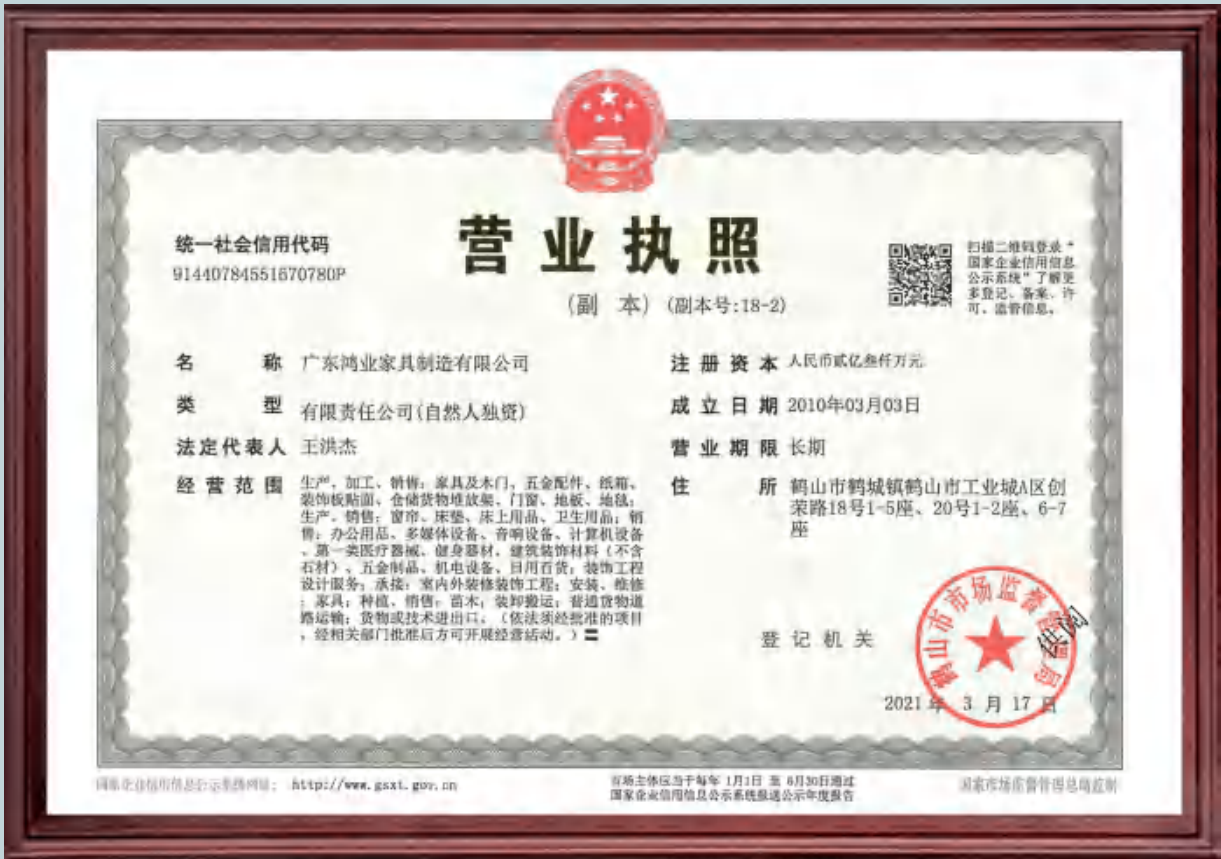 统一社会信用代码
91440784551670780P
营业执照
(副 本) (副本号:18-2)
扫描二维码登录“
国家企业信用信息
公示系统”了解更
多登记、备案、许
可、监管信息。
名 称 广东鸿业家具制造有限公司
类 型 有限责任公司(自然人独资)
法定代表人 王洪杰
经营范围 生产、加工、销售：家具及木门、五金配件、纸箱、
装饰板贴面、仓储货物堆放架、门窗、地板、地毯；
生产、销售：窗帘、床垫、床上用品、卫生用品；销
售：办公用品、多媒体设备、音响设备、计算机设备
、第一类医疗器械、健身器材、建筑装饰材料（不含
石材）、五金制品、机电设备、日用百货；装饰工程
设计服务；承接：室内外装修装饰工程；安装、维修
：家具；种植、销售：苗木；装卸搬运；普通货物道
路运输；货物或技术进出口。（依法须经批准的项目
，经相关部门批准后方可开展经营活动。）〓
注册资本 人民币贰亿叁仟万元
成立日期 2010年03月03日
营业期限 长期
住 所 鹤山市鹤城镇鹤山市工业城A区创
荣路18号1-5座、20号1-2座、6-7
座
登记机关
鹤山市市场监督管理局
2021 年 3 月 17 日
国家企业信用信息公示系统网址： http://www.gsxt.gov.cn
市场主体应当于每年 1月1日 至 6月30日通过
国家企业信用信息公示系统报送公示年度报告
国家市场监督管理总局监制